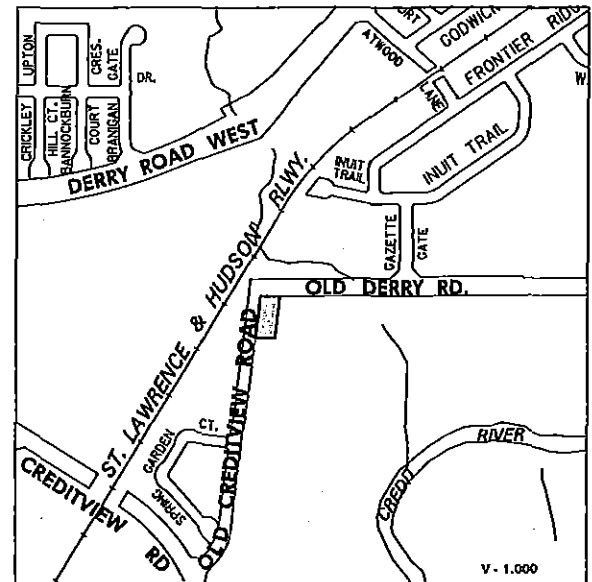 UPTON
CRES.
GATE
DR.
CRICKLEY
HILL CT.
BANNOCKBURN
COURT
BRANIGAN
DERRY ROAD WEST
ATWOOD
GODWICK
FRONTIER RIDG
LANE
W.
INUIT
TRAIL
INUIT TRAIL
GAZETTE
GATE
ST. LAWRENCE & HUDSON RLWY.
OLD DERRY RD.
OLD CREDITVIEW ROAD
GARDEN
CT.
SPRING
CREDITVIEW
RD
CREDIT
RIVER
V - 1.000